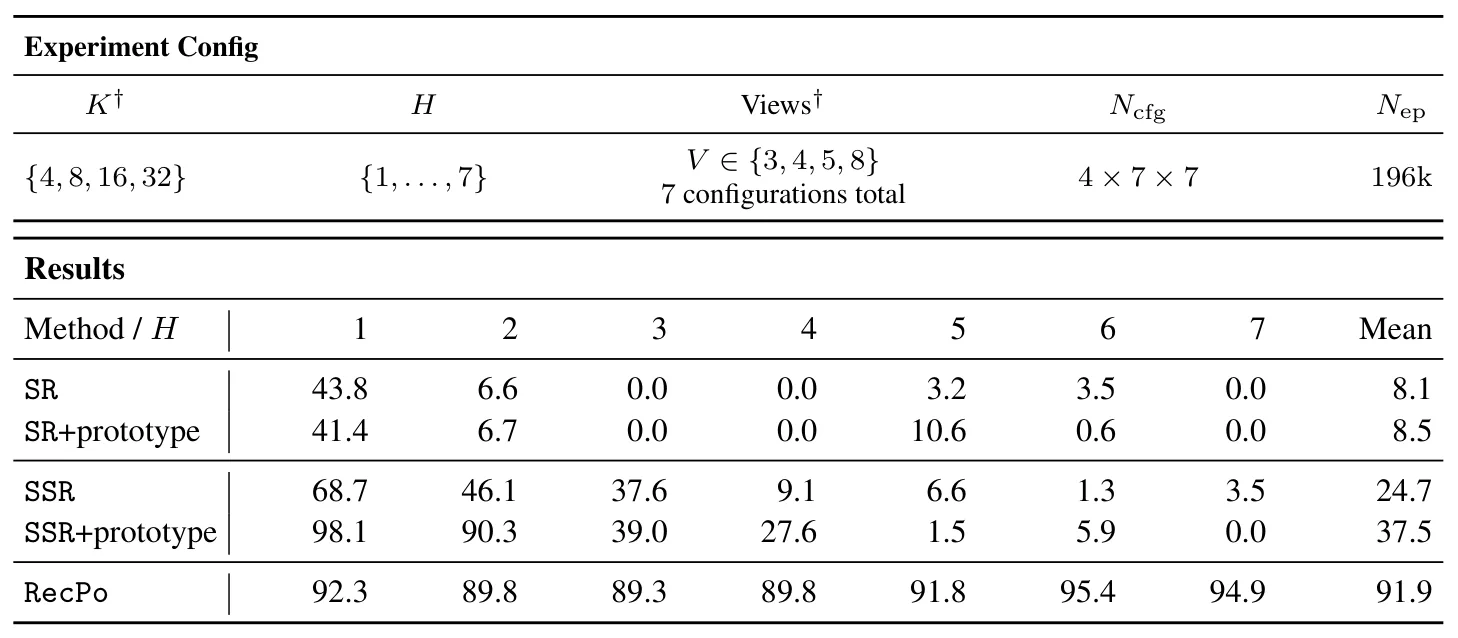 Experiment Config
K† H Views† N_cfg N_ep
{4, 8, 16, 32} {1, . . . , 7} V ∈ {3, 4, 5, 8} 4 × 7 × 7 196k
7 configurations total
Results
Method / H 1 2 3 4 5 6 7 Mean
SR 43.8 6.6 0.0 0.0 3.2 3.5 0.0 8.1
SR+prototype 41.4 6.7 0.0 0.0 10.6 0.6 0.0 8.5
SSR 68.7 46.1 37.6 9.1 6.6 1.3 3.5 24.7
SSR+prototype 98.1 90.3 39.0 27.6 1.5 5.9 0.0 37.5
RecPo 92.3 89.8 89.3 89.8 91.8 95.4 94.9 91.9